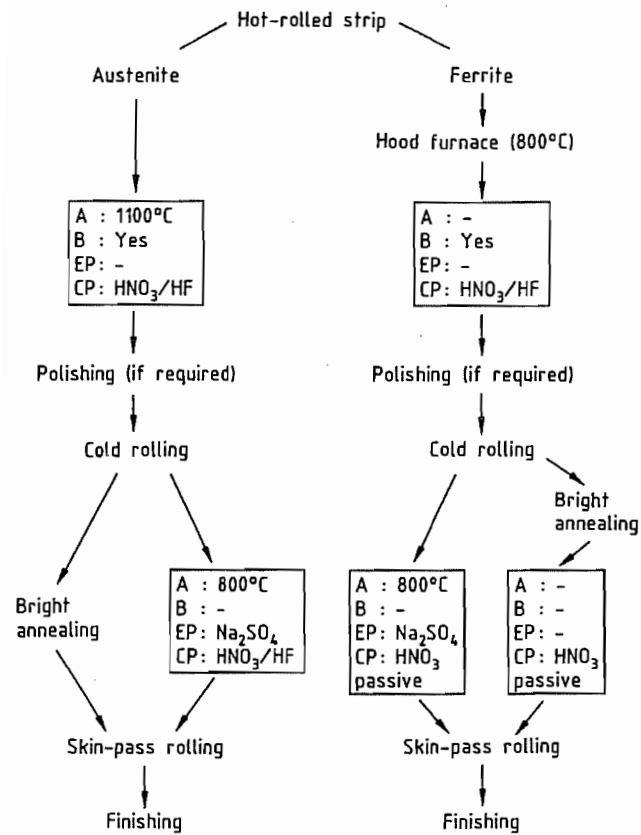 Hot-rolled strip
Austenite
Ferrite
Hood furnace (800°C)
A : 1100°C
B : Yes
EP: -
CP: HNO₃/HF
A : -
B : Yes
EP: -
CP: HNO₃/HF
Polishing (if required)
Polishing (if required)
Cold rolling
Cold rolling
Bright
annealing
Bright
annealing
A : 800°C
B : -
EP: Na₂SO₄
CP: HNO₃/HF
A : 800°C
B : -
EP: Na₂SO₄
CP: HNO₃
passive
A : -
B : -
EP: -
CP: HNO₃
passive
Skin-pass rolling
Skin-pass rolling
Finishing
Finishing